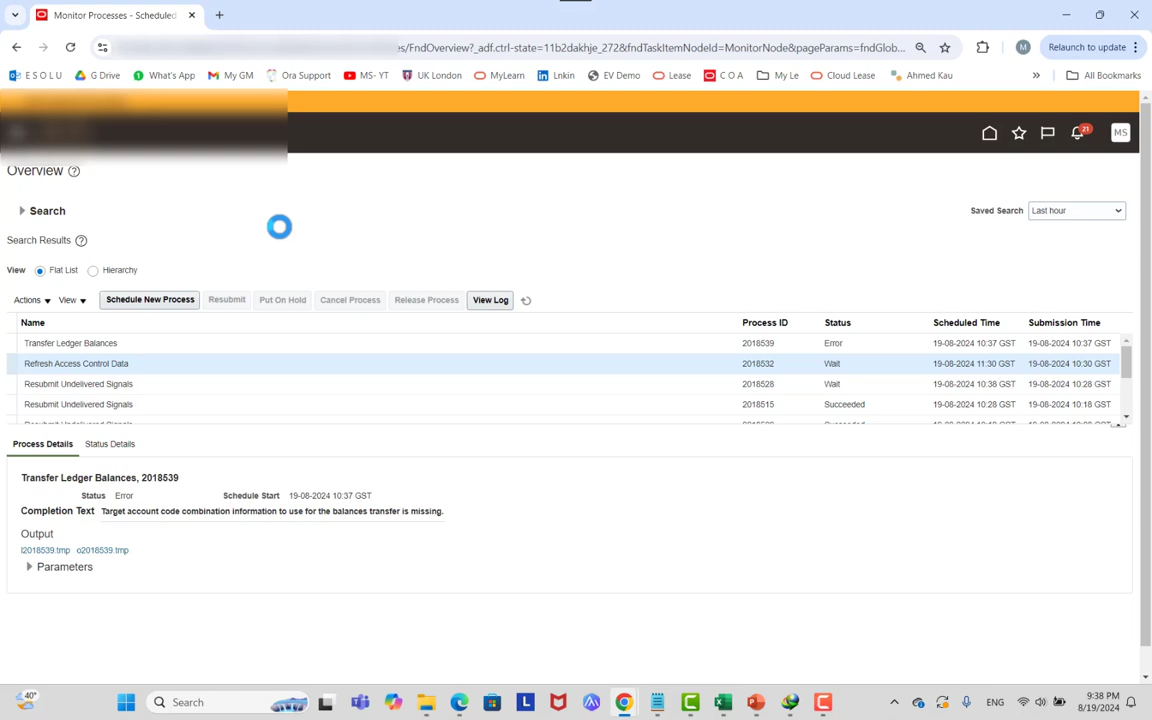 Monitor Processes - Scheduled
es/FndOverview?_adf.ctrl-state=11b2dakhje_272&fndTaskItemNodeId=MonitorNode&pageParams=fndGlob...
M
Relaunch to update
E S O L U
G Drive
What's App
My GM
Ora Support
MS- YT
UK London
MyLearn
Lnkin
EV Demo
Lease
C O A
My Le
Cloud Lease
Ahmed Kau
»
All Bookmarks
21
MS
Overview
Search
Saved Search Last hour
Search Results
View Flat List Hierarchy
Actions View Schedule New Process Resubmit Put On Hold Cancel Process Release Process View Log
Name Process ID Status Scheduled Time Submission Time
Transfer Ledger Balances 2018539 Error 19-08-2024 10:37 GST 19-08-2024 10:37 GST
Refresh Access Control Data 2018532 Wait 19-08-2024 11:30 GST 19-08-2024 10:30 GST
Resubmit Undelivered Signals 2018528 Wait 19-08-2024 10:38 GST 19-08-2024 10:28 GST
Resubmit Undelivered Signals 2018515 Succeeded 19-08-2024 10:28 GST 19-08-2024 10:18 GST
Process Details Status Details
Transfer Ledger Balances, 2018539
Status Error Schedule Start 19-08-2024 10:37 GST
Completion Text Target account code combination information to use for the balances transfer is missing.
Output
l2018539.tmp o2018539.tmp
Parameters
40°
Search
ENG
9:38 PM
8/19/2024